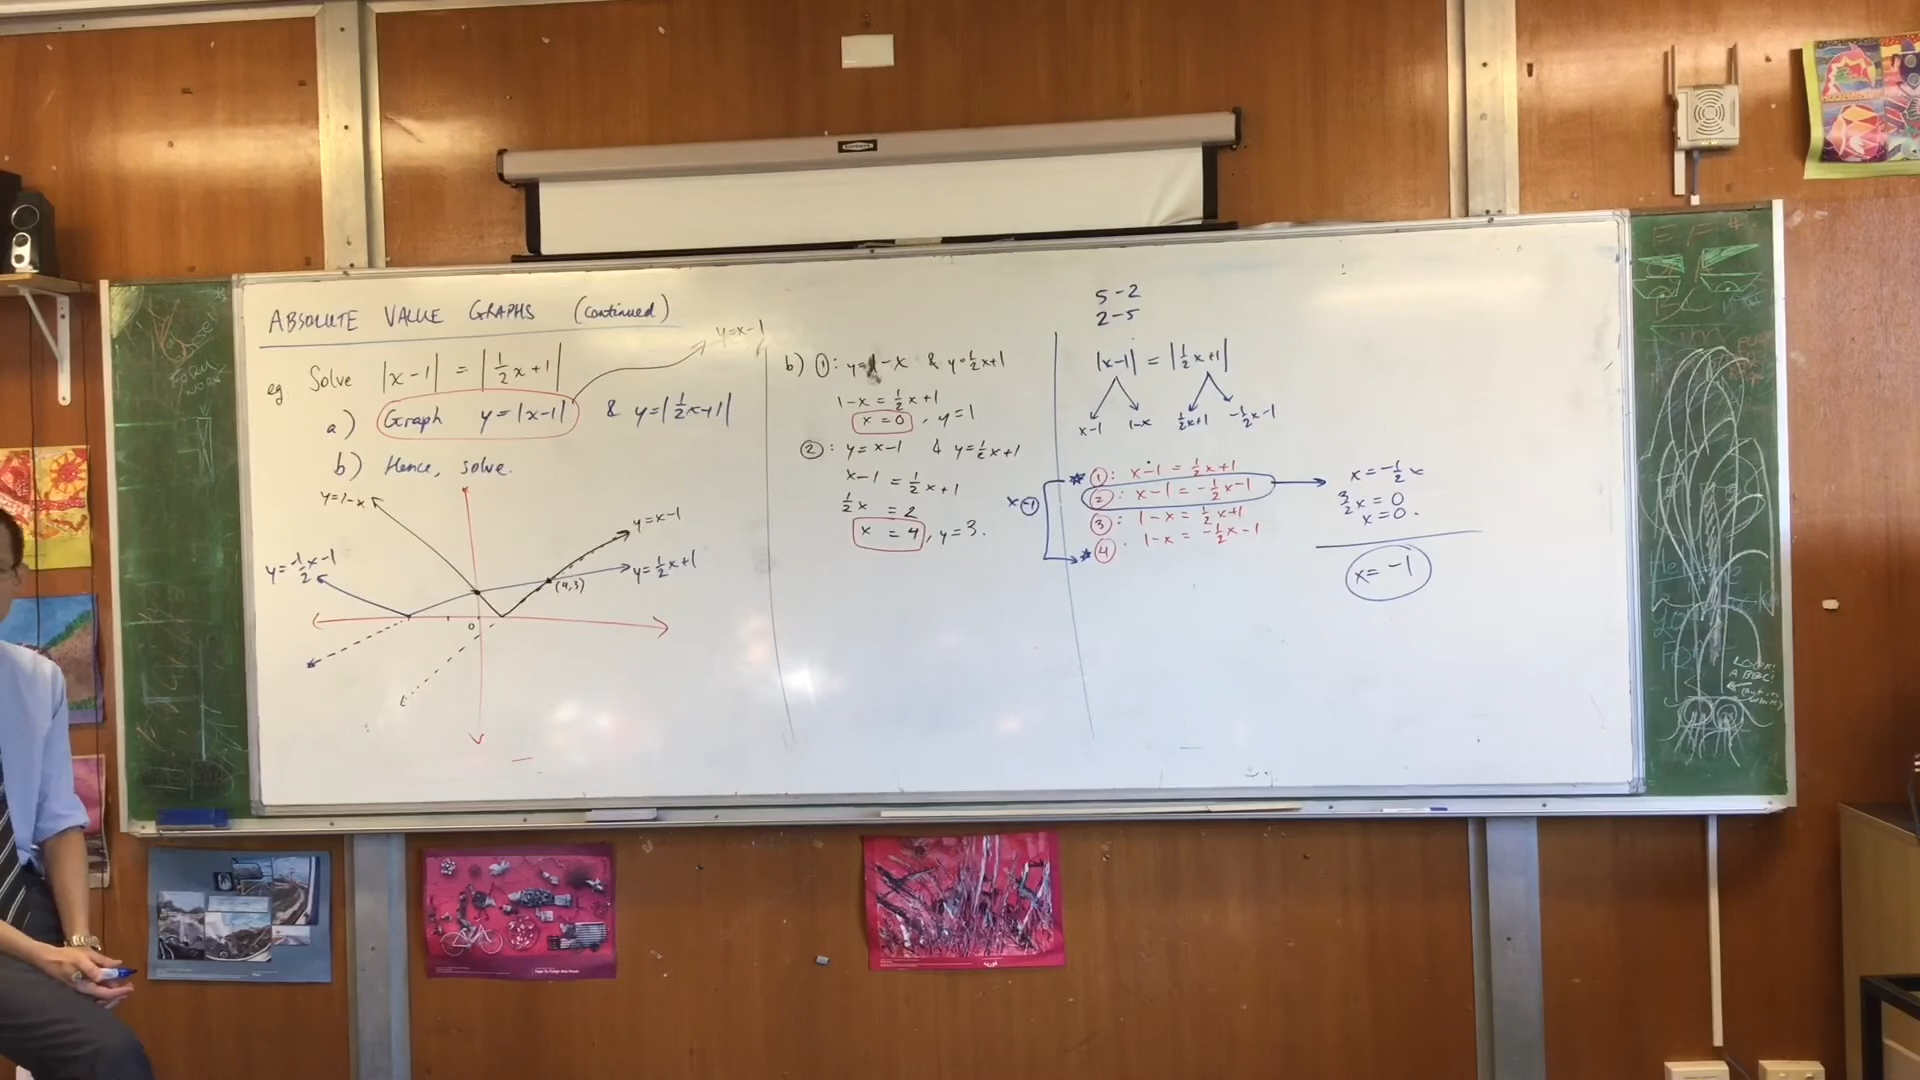 ABSOLUTE VALUE GRAPHS (continued)
y=x-1
eg Solve |x-1| = |½x+1|
a) Graph y=|x-1| & y=|½x+1|
b) Hence, solve.
y=1-x
y=x-1
y=-½x-1
y=½x+1
(4,3)
0
b) ①: y=1-x & y=½x+1
1-x = ½x+1
x=0, y=1
②: y=x-1 & y=½x+1
x-1 = ½x+1
½x = 2
x = 4, y=3.
5-2
2-5
|x-1| = |½x+1|
x-1 1-x ½x+1 -½x-1
* ①: x-1 = ½x+1
②: x-1 = -½x-1
③: 1-x = ½x+1
* ④: 1-x = -½x-1
x -1
x = -½x
3/2x = 0
x=0.
x = -1
LOOK!
A BBC!